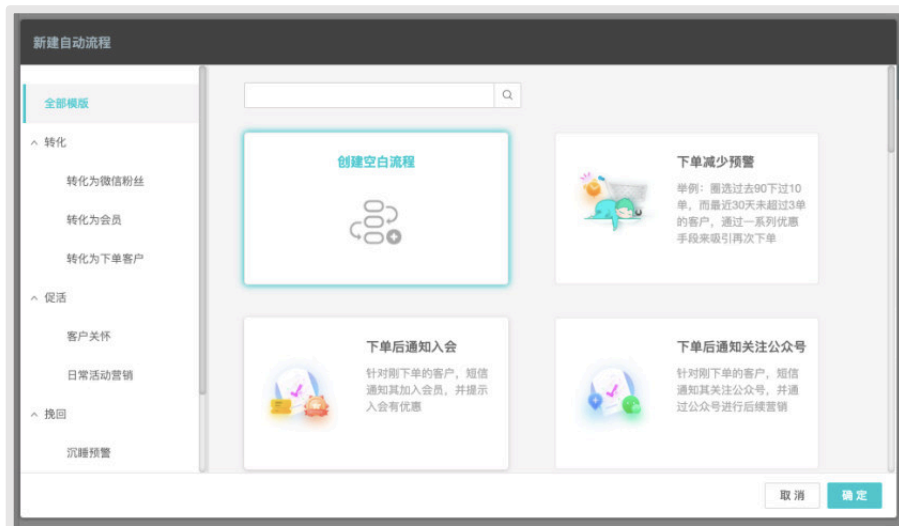 新建自动流程
全部模版
转化
转化为微信粉丝
转化为会员
转化为下单客户
促活
客户关怀
日常活动营销
挽回
沉睡预警
创建空白流程
下单减少预警
举例：圈选过去90下过10
单，而最近30天未超过3单
的客户，通过一系列优惠
手段来吸引再次下单
下单后通知入会
针对刚下单的客户，短信
通知其加入会员，并提示
入会有优惠
下单后通知关注公众号
针对刚下单的客户，短信
通知其关注公众号，并通
过公众号进行后续营销
取 消
确 定